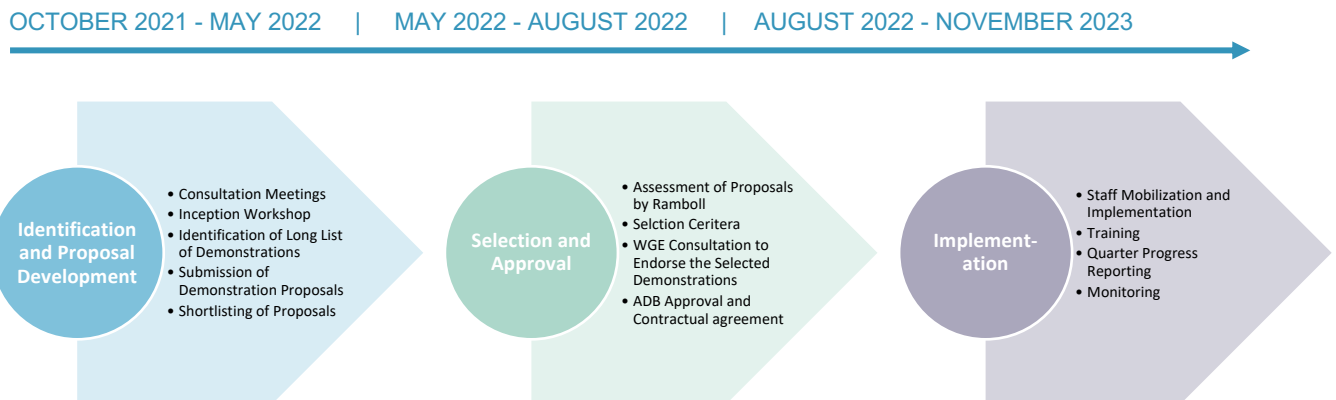 OCTOBER 2021 - MAY 2022 | MAY 2022 - AUGUST 2022 | AUGUST 2022 - NOVEMBER 2023
Identification
and Proposal
Development
• Consultation Meetings
• Inception Workshop
• Identification of Long List
of Demonstrations
• Submission of
Demonstration Proposals
• Shortlisting of Proposals
Selection and
Approval
• Assessment of Proposals
by Ramboll
• Selction Ceritera
• WGE Consultation to
Endorse the Selected
Demonstrations
• ADB Approval and
Contractual agreement
Implement-
ation
• Staff Mobilization and
Implementation
• Training
• Quarter Progress
Reporting
• Monitoring